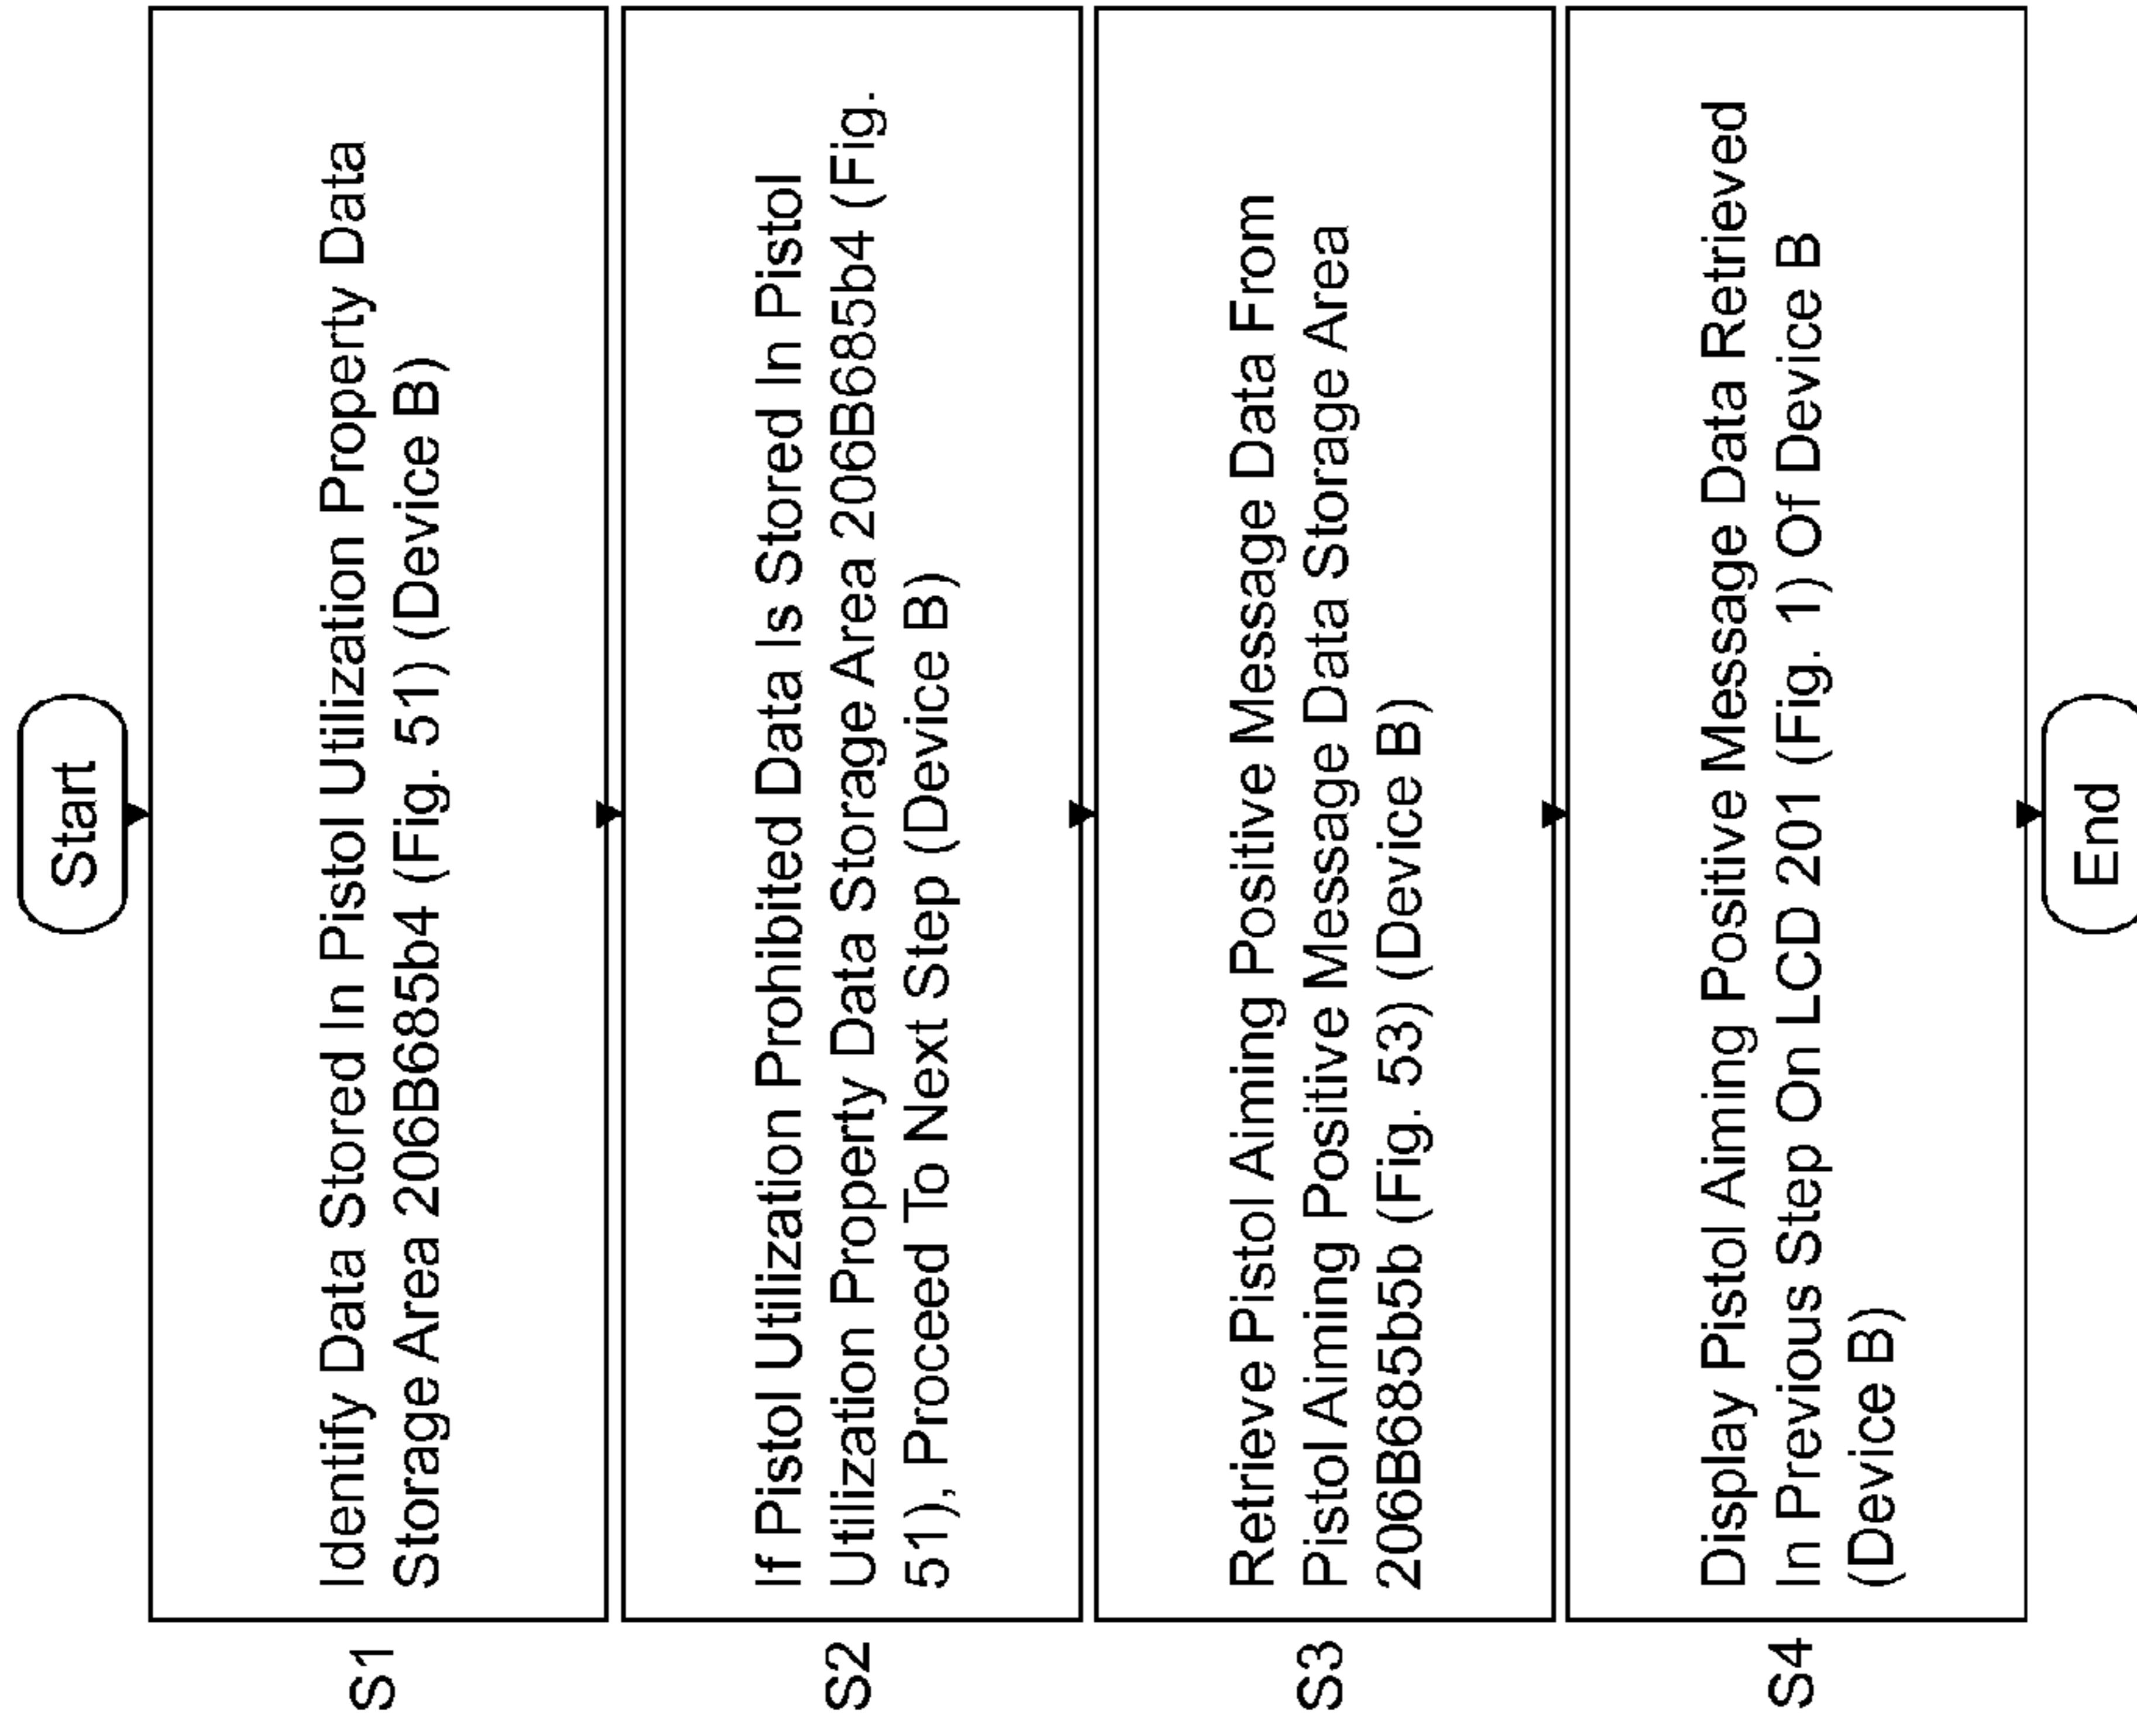 Start
S1
Identify Data Stored In Pistol Utilization Property Data
Storage Area 206B685b4 (Fig. 51) (Device B)
S2
If Pistol Utilization Prohibited Data Is Stored In Pistol
Utilization Property Data Storage Area 206B685b4 (Fig.
51), Proceed To Next Step (Device B)
S3
Retrieve Pistol Aiming Positive Message Data From
Pistol Aiming Positive Message Data Storage Area
206B685b5b (Fig. 53) (Device B)
S4
Display Pistol Aiming Positive Message Data Retrieved
In Previous Step On LCD 201 (Fig. 1) Of Device B
(Device B)
End